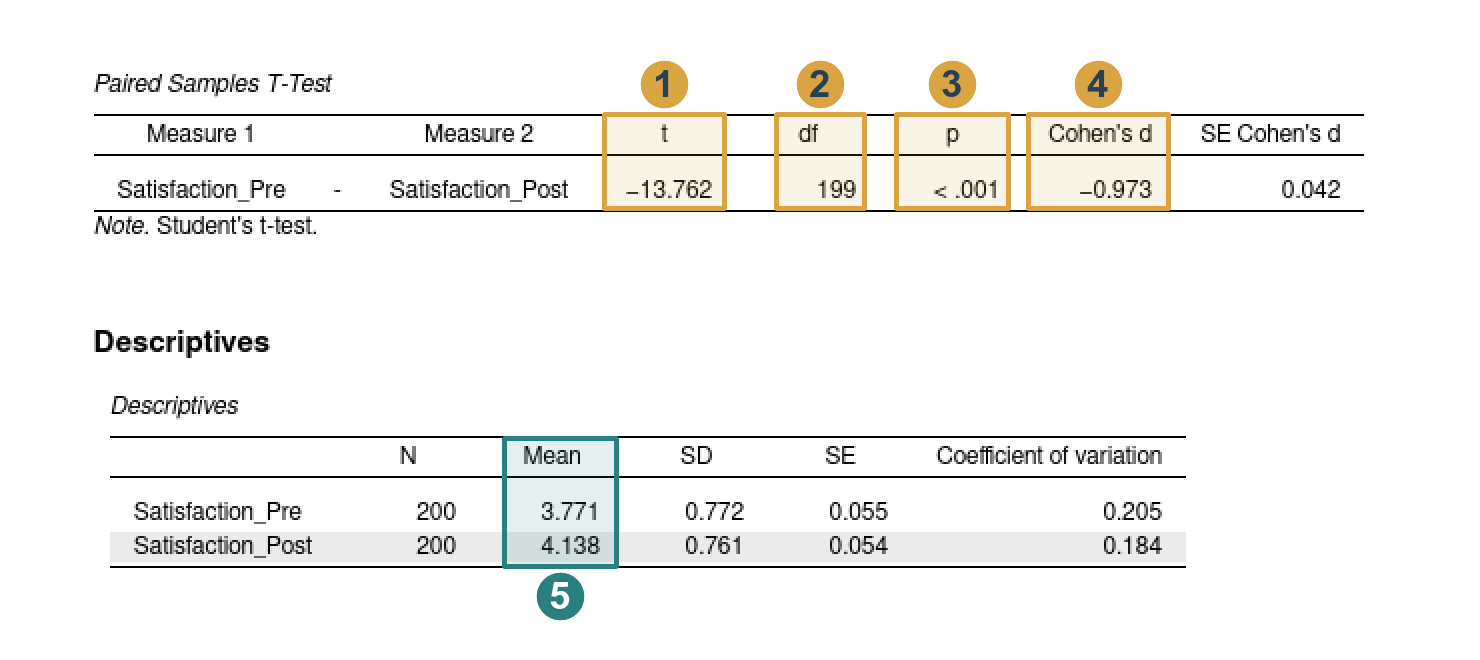 1 2 3 4
Paired Samples T-Test
Measure 1 Measure 2 t df p Cohen's d SE Cohen's d
Satisfaction_Pre - Satisfaction_Post −13.762 199 < .001 −0.973 0.042
Note. Student's t-test.
Descriptives
Descriptives
N Mean SD SE Coefficient of variation
Satisfaction_Pre 200 3.771 0.772 0.055 0.205
Satisfaction_Post 200 4.138 0.761 0.054 0.184
5